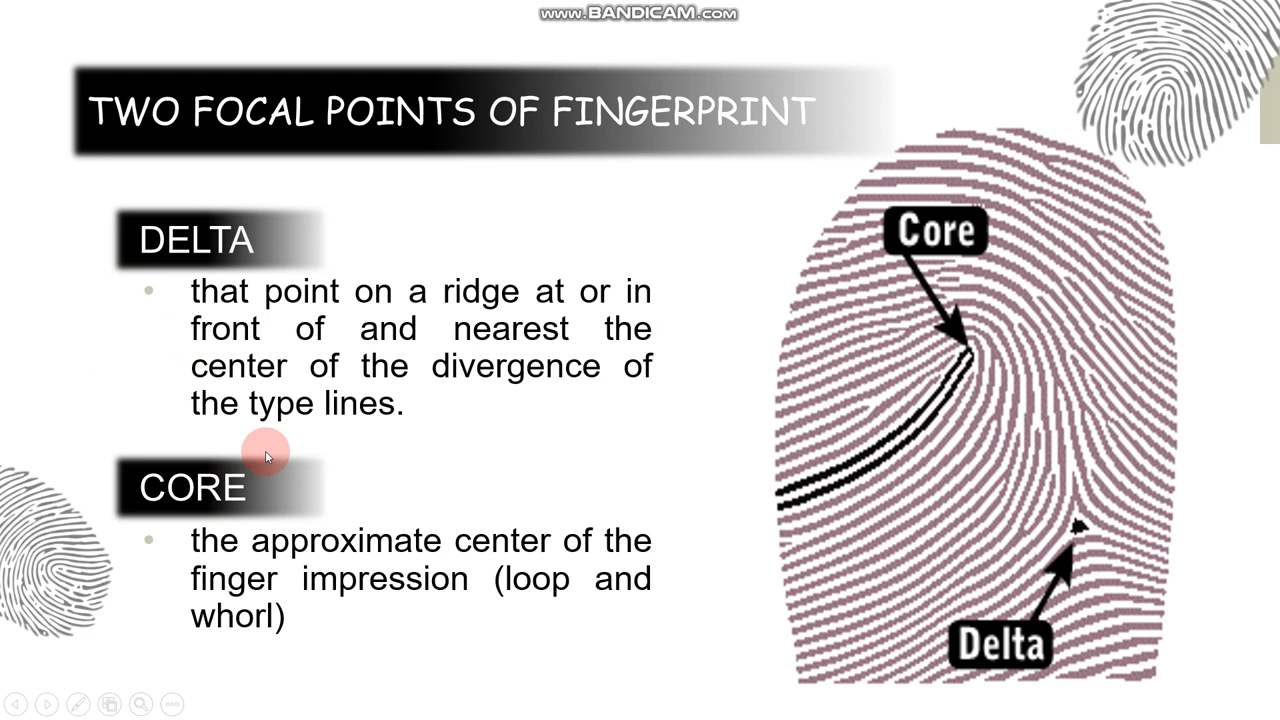 www.BANDICAM.com
TWO FOCAL POINTS OF FINGERPRINT
DELTA
• that point on a ridge at or in
front of and nearest the
center of the divergence of
the type lines.
CORE
• the approximate center of the
finger impression (loop and
whorl)
Core
Delta